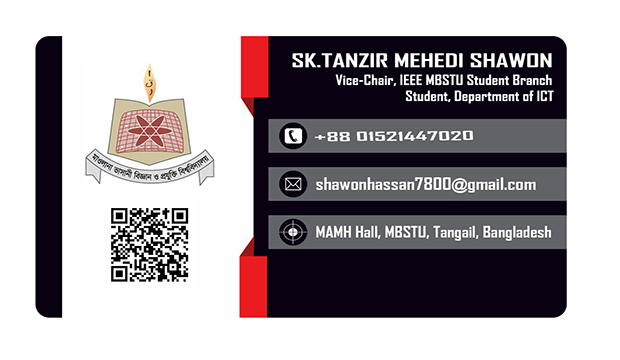 মাওলানা ভাসানী বিজ্ঞান ও প্রযুক্তি বিশ্ববিদ্যালয়
SK.TANZIR MEHEDI SHAWON
Vice-Chair, IEEE MBSTU Student Branch
Student, Department of ICT
+88 01521447020
shawonhassan7800@gmail.com
MAMH Hall, MBSTU, Tangail, Bangladesh